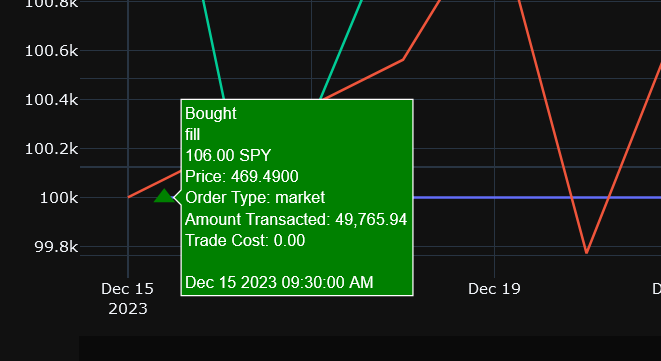 100.8k
100.6k
100.4k
100.2k
100k
99.8k
Bought
fill
106.00 SPY
Price: 469.4900
Order Type: market
Amount Transacted: 49,765.94
Trade Cost: 0.00
Dec 15 2023 09:30:00 AM
Dec 15
2023
Dec 19